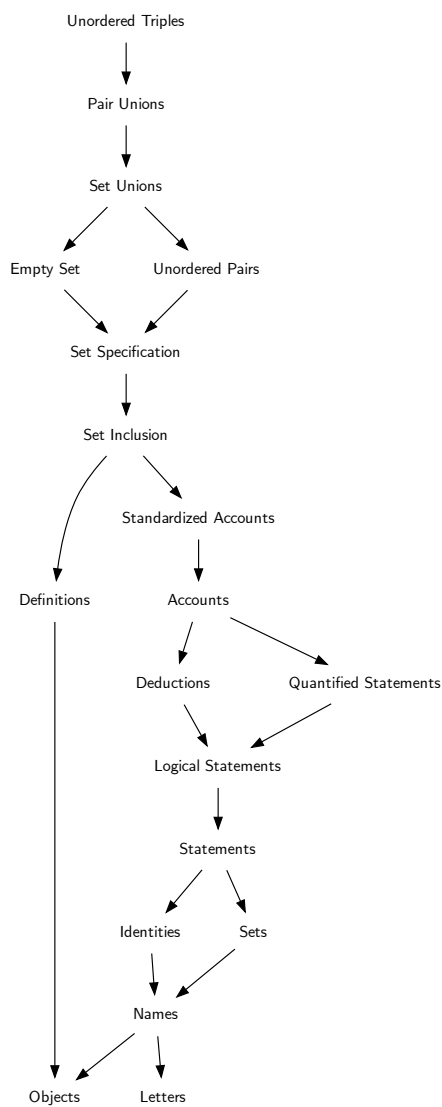 Unordered Triples
Pair Unions
Set Unions
Empty Set
Unordered Pairs
Set Specification
Set Inclusion
Standardized Accounts
Definitions
Accounts
Deductions
Quantified Statements
Logical Statements
Statements
Identities
Sets
Names
Objects
Letters